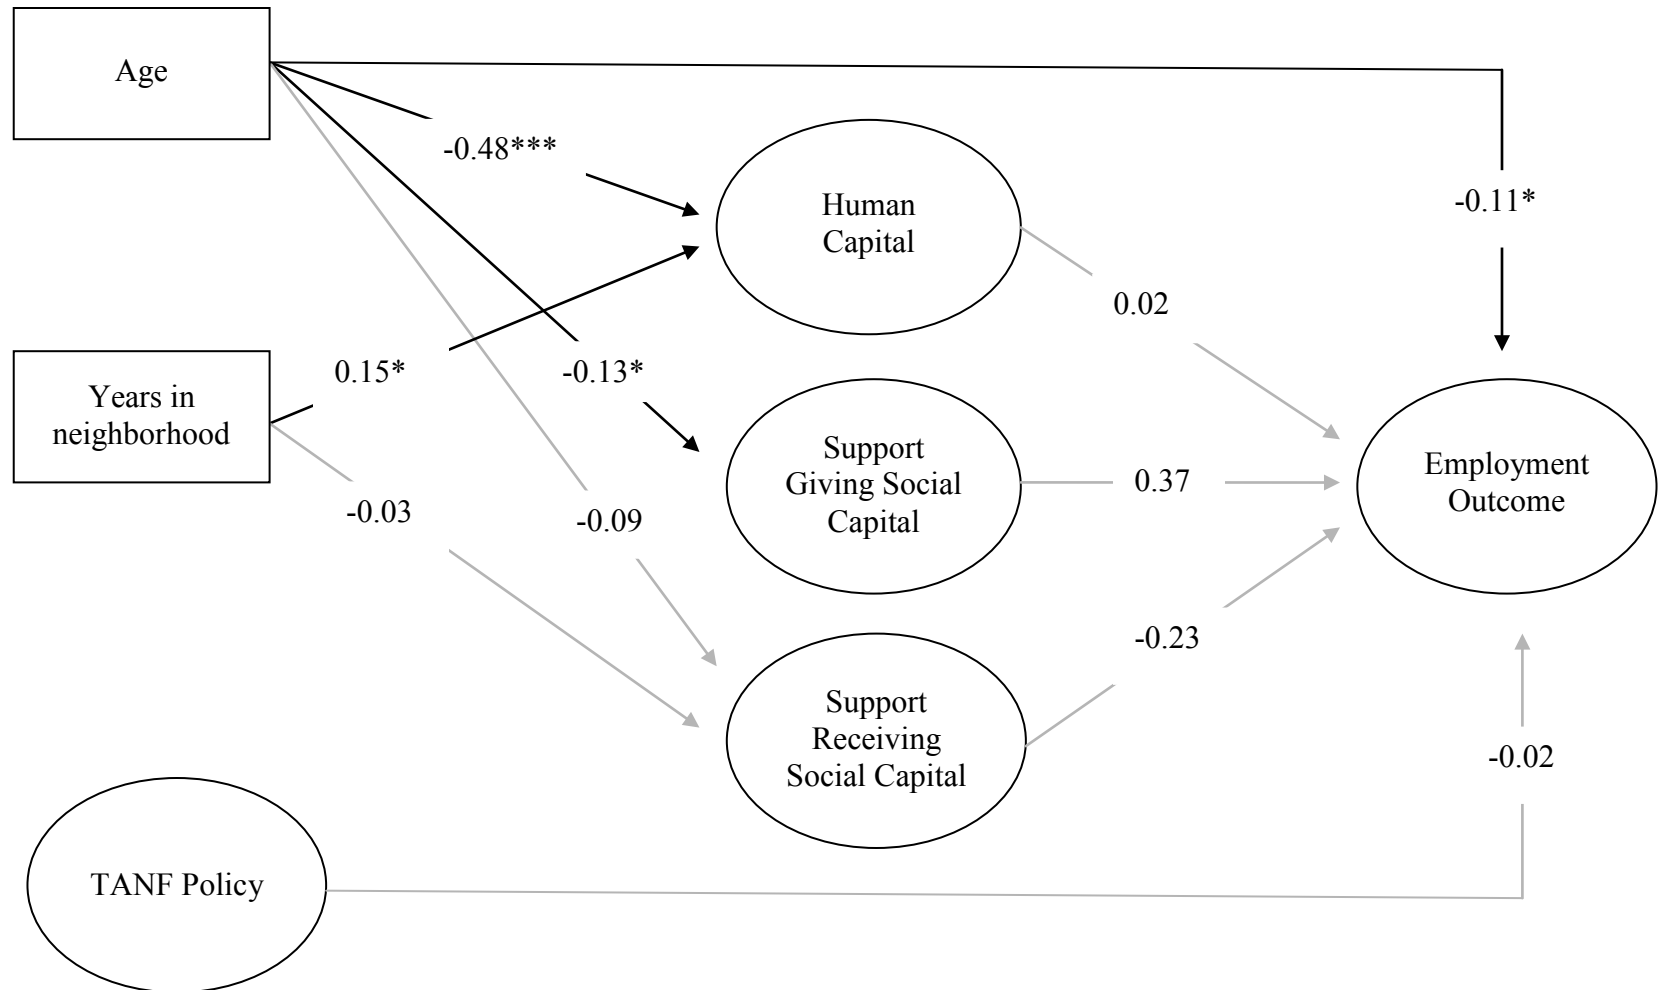 Age
-0.48***
Human
Capital
-0.11*
0.02
Years in
neighborhood
0.15*
-0.13*
Support
Giving Social
Capital
0.37
Employment
Outcome
-0.03
-0.09
-0.23
Support
Receiving
Social Capital
-0.02
TANF Policy